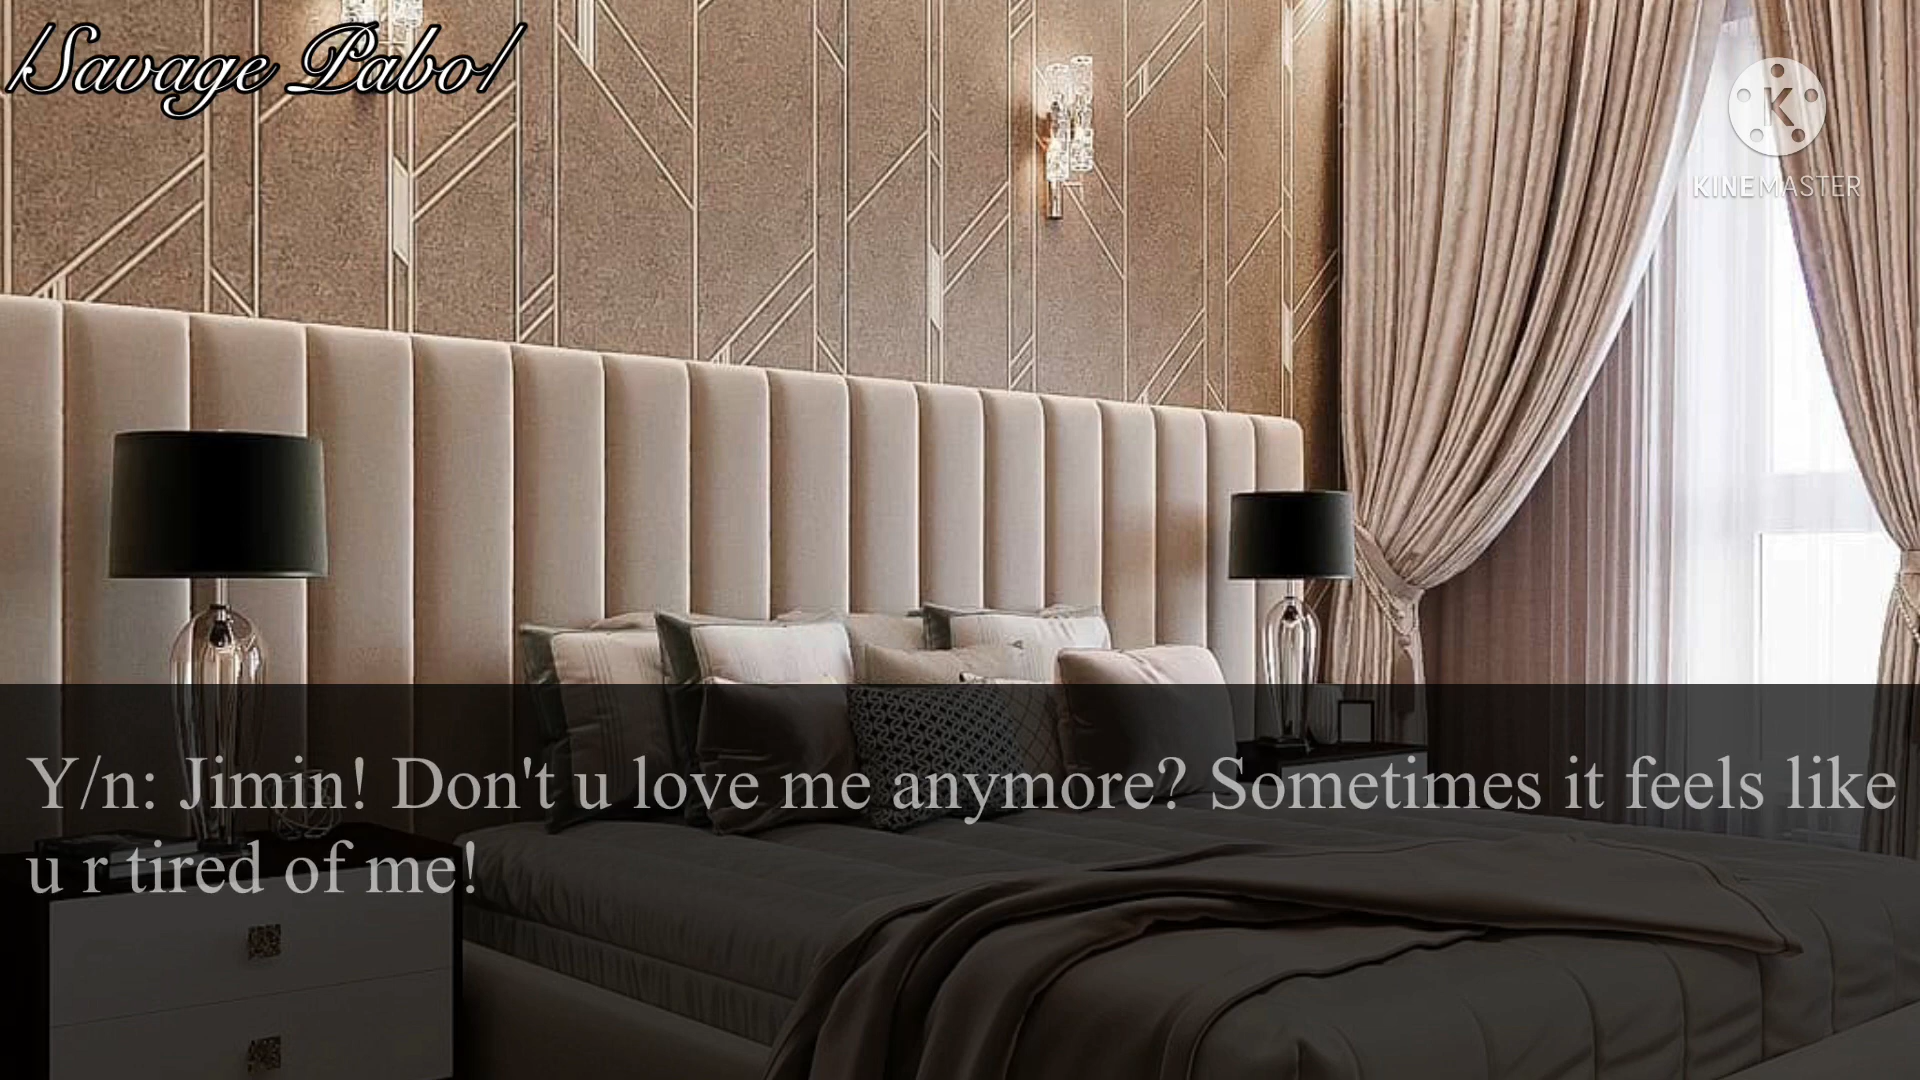 /Savage Pabo/
K
KINEMASTER
Y/n: Jimin! Don't u love me anymore? Sometimes it feels like
u r tired of me!